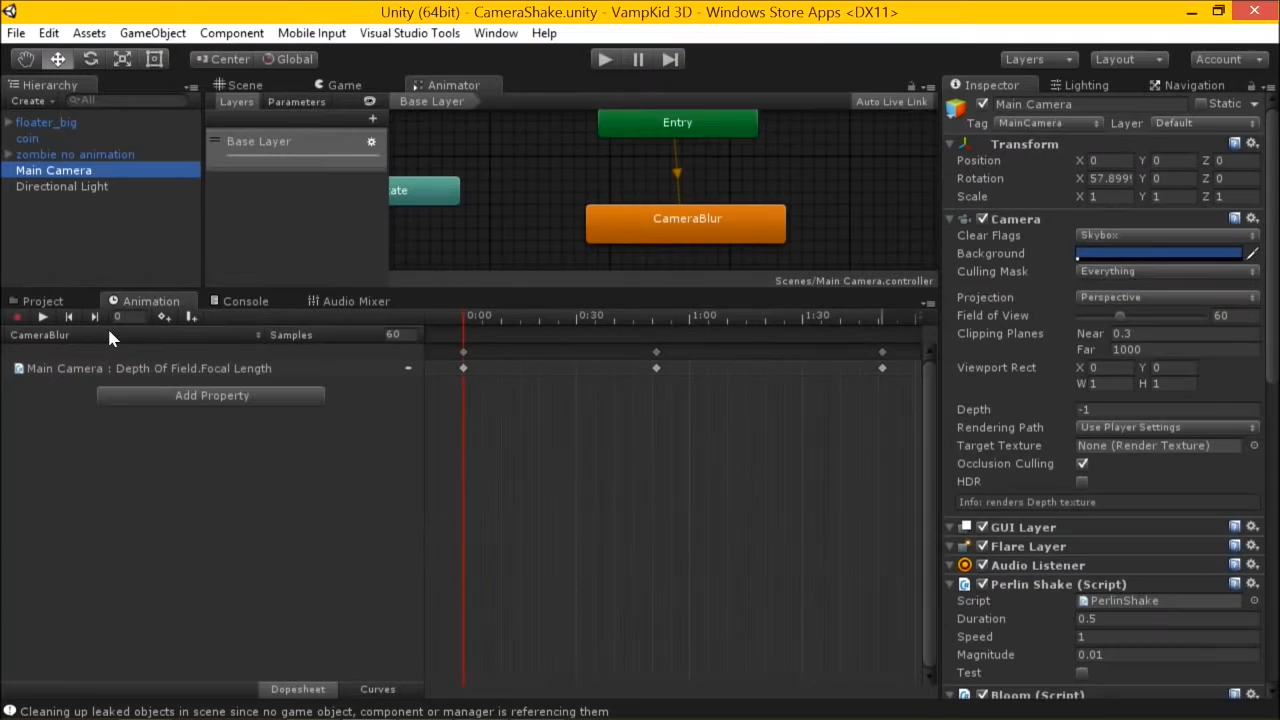 Unity (64bit) - CameraShake.unity - VampKid 3D - Windows Store Apps <DX11>
File Edit Assets GameObject Component Mobile Input Visual Studio Tools Window Help
Center Global Layers Layout Account
Hierarchy Scene Game Animator Inspector Lighting Navigation
Create All Layers Parameters Base Layer Auto Live Link
Main Camera Static
Tag MainCamera Layer Default
floater_big
coin
zombie no animation
Main Camera
Directional Light
Base Layer
Entry
ate
CameraBlur
Scenes/Main Camera.controller
Transform
Position X 0 Y 0 Z 0
Rotation X 57.899 Y 0 Z 0
Scale X 1 Y 1 Z 1
Camera
Clear Flags Skybox
Background
Culling Mask Everything
Projection Perspective
Field of View 60
Clipping Planes Near 0.3
Far 1000
Viewport Rect X 0 Y 0
W 1 H 1
Depth -1
Rendering Path Use Player Settings
Target Texture None (Render Texture)
Occlusion Culling
HDR
Info: renders Depth texture
GUI Layer
Flare Layer
Audio Listener
Perlin Shake (Script)
Script PerlinShake
Duration 0.5
Speed 1
Magnitude 0.01
Test
Bloom (Script)
Project Animation Console Audio Mixer
0 0:00 0:30 1:00 1:30
CameraBlur Samples 60
Main Camera : Depth Of Field.Focal Length
Add Property
Dopesheet Curves
Cleaning up leaked objects in scene since no game object, component or manager is referencing them